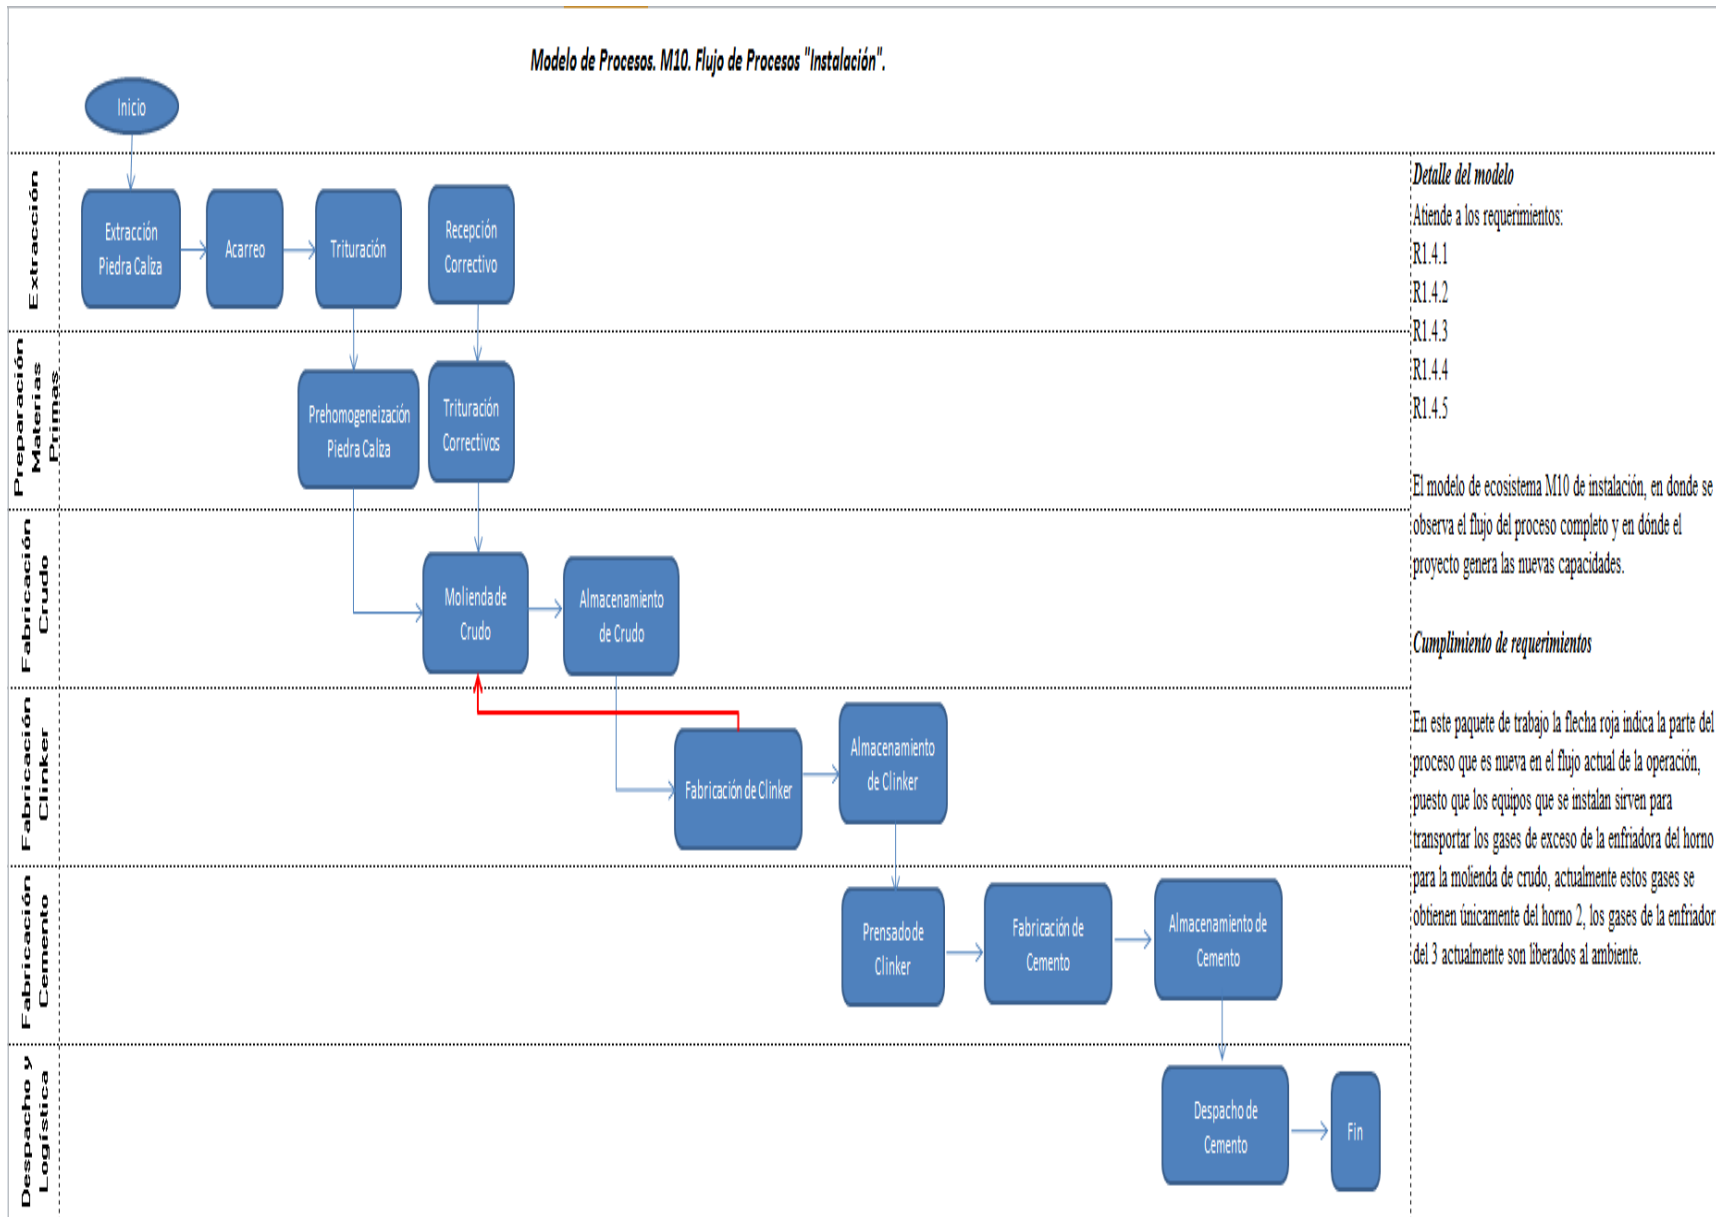 Modelo de Procesos. M10. Flujo de Procesos "Instalación".
Inicio
Extracción
Extracción
Piedra Caliza
Acarreo
Trituración
Recepción
Correctivo
Preparación
Materias
Primas
Prehomogeneización
Piedra Caliza
Trituración
Correctivos
Fabricación
Crudo
Molienda de
Crudo
Almacenamiento
de Crudo
Fabricación
Clinker
Fabricación de Clinker
Almacenamiento
de Clinker
Fabricación
Cemento
Prensado de
Clinker
Fabricación de
Cemento
Almacenamiento de
Cemento
Despacho y
Logística
Despacho de
Cemento
Fin
Detalle del modelo
Atiende a los requerimientos:
R1.4.1
R1.4.2
R1.4.3
R1.4.4
R1.4.5
El modelo de ecosistema M10 de instalación, en donde se
observa el flujo del proceso completo y en dónde el
proyecto genera las nuevas capacidades.
Cumplimiento de requerimientos
En este paquete de trabajo la flecha roja indica la parte del
proceso que es nueva en el flujo actual de la operación,
puesto que los equipos que se instalan sirven para
transportar los gases de exceso de la enfriadora del horno
para la molienda de crudo, actualmente estos gases se
obtienen únicamente del horno 2, los gases de la enfriador
del 3 actualmente son liberados al ambiente.